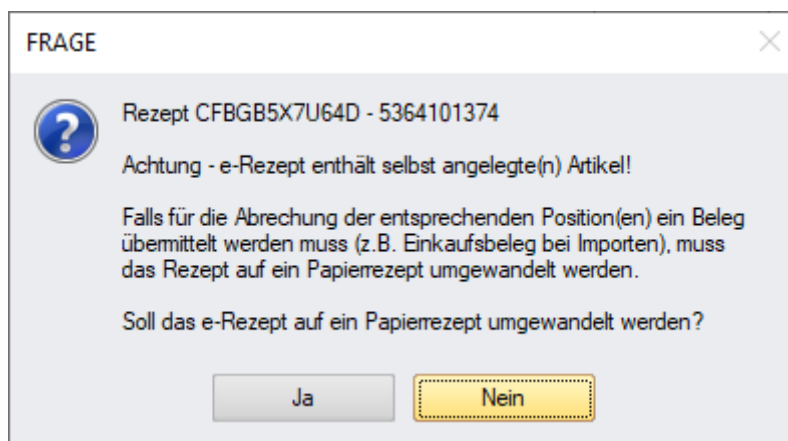 FRAGE
Rezept CFBGB5X7U64D - 5364101374
Achtung - e-Rezept enthält selbst angelegte(n) Artikel!
Falls für die Abrechung der entsprechenden Position(en) ein Beleg
übermittelt werden muss (z.B. Einkaufsbeleg bei Importen), muss
das Rezept auf ein Papierrezept umgewandelt werden.
Soll das e-Rezept auf ein Papierrezept umgewandelt werden?
Ja
Nein